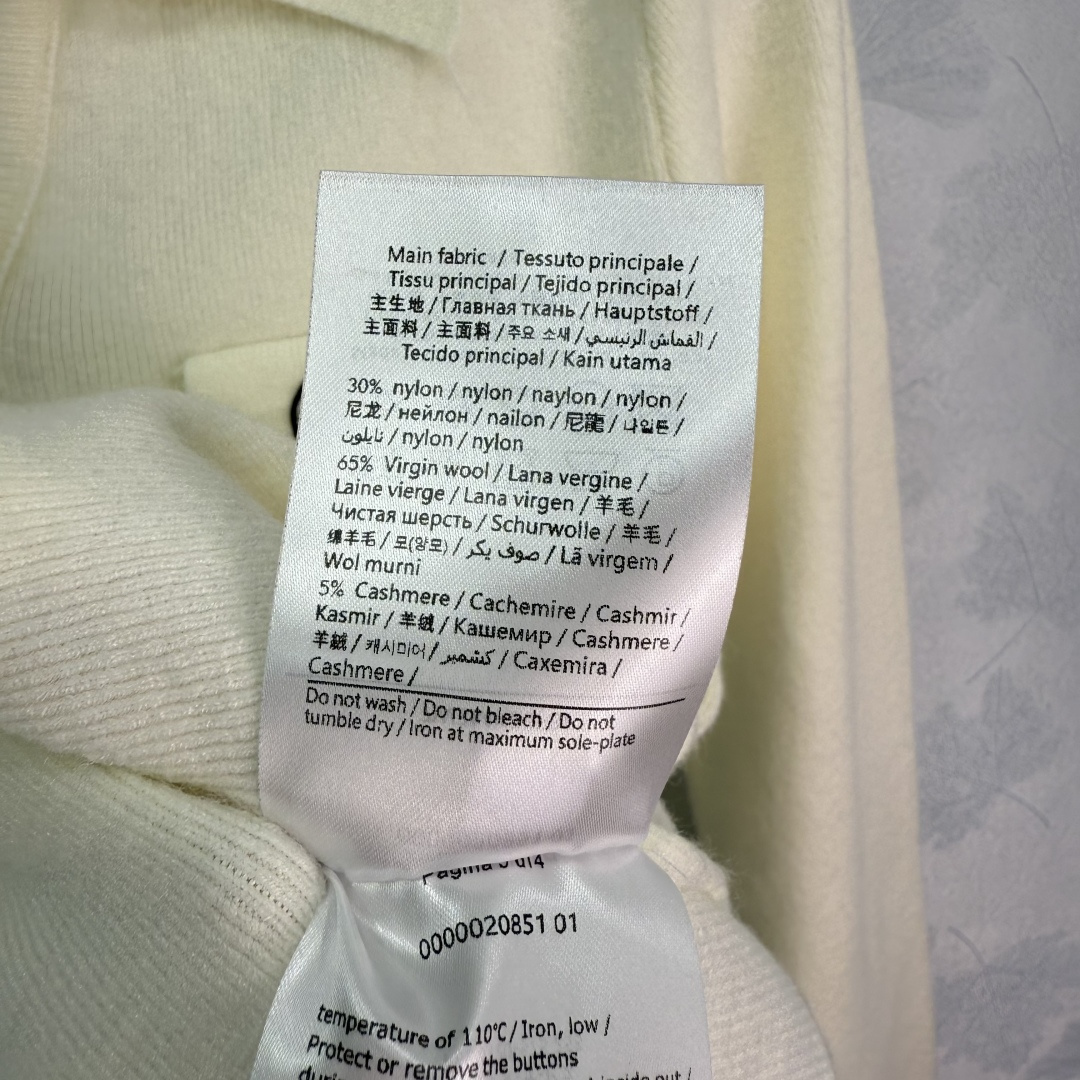 Main fabric / Tessuto principale /
Tissu principal / Tejido principal /
主生地 / Главная ткань / Hauptstoff /
主面料 / 主面料 / 주요 소새 / القماش الرئيسي /
Tecido principal / Kain utama
30% nylon / nylon / naylon / nylon /
尼龙 / нейлон / nailon / 尼龍 / 나일론 /
نايلون / nylon / nylon
65% Virgin wool / Lana vergine /
Laine vierge / Lana virgen / 羊毛 /
Чистая шерсть / Schurwolle / 羊毛 /
绵羊毛 / 모(양모) / صوف بكر / Lã virgem /
Wol murni
5% Cashmere / Cachemire / Cashmir /
Kasmir / 羊绒 / Кашемир / Cashmere /
羊絨 / 캐시미어 / كشمير / Caxemira /
Cashmere /
Do not wash / Do not bleach / Do not
tumble dry / Iron at maximum sole-plate
Pagina
0000020851 01
temperature of 110°C / Iron, low /
Protect or remove the buttons